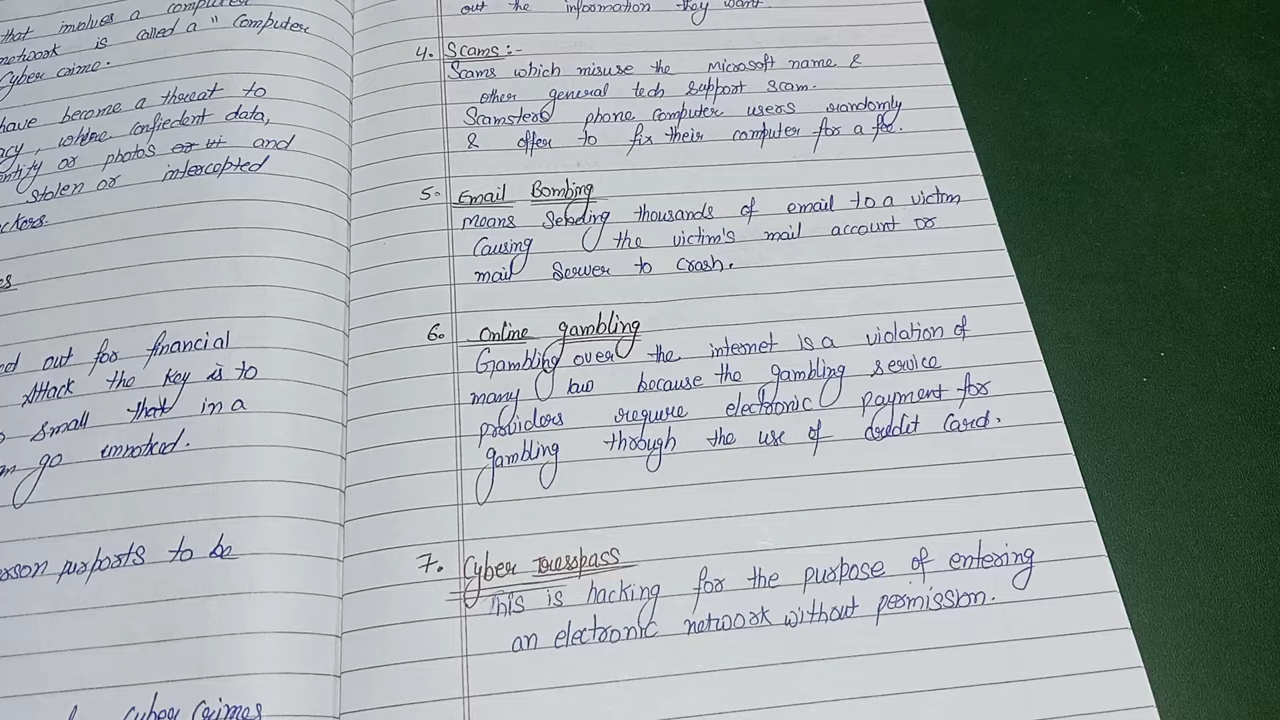 that involves a computer
network is called a "Computer
Cyber crime.
have become a threat to
acy, where confiedent data,
entity or photos and
stolen or intercepted
ckers.
es
ed out for financial
Attack the key is to
small that in a
go unnoticed.
erson purports to be
Cyber Crimes
out the information they want
4. Scams :-
Scams which misuse the Microsoft name &
other general tech support scam.
Scamsters phone computer users randomly
& offer to fix their computer for a fee.
5. Email Bombing
means sending thousands of email to a victim
Causing the victim's mail account or
mail server to crash.
6. Online gambling
Gambling over the internet is a violation of
many law because the gambling service
providers require electronic payment for
gambling through the use of credit Card.
7. Cyber Tresspass
This is hacking for the purpose of entering
an electronic network without permission.